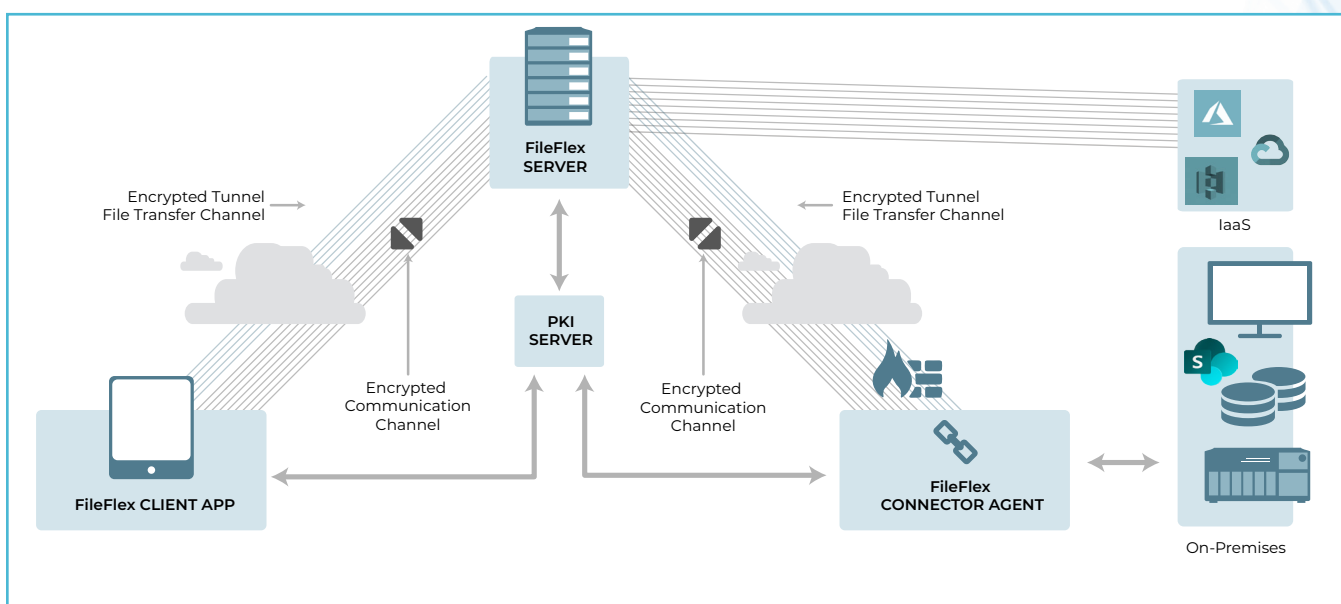 FileFlex
SERVER
Encrypted Tunnel
File Transfer Channel
Encrypted Tunnel
File Transfer Channel
IaaS
PKI
SERVER
S
Encrypted
Communication
Channel
Encrypted
Communication
Channel
FileFlex CLIENT APP
FileFlex
CONNECTOR AGENT
On-Premises